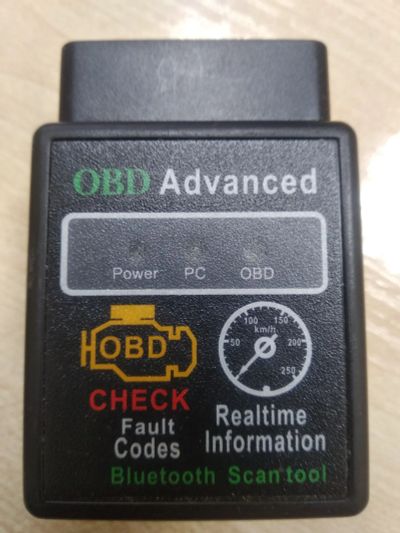 OBD Advanced
Power PC OBD
100 150
km/h
50 200
250
OBD
CHECK
Fault
Codes
Realtime
Information
Bluetooth Scan tool